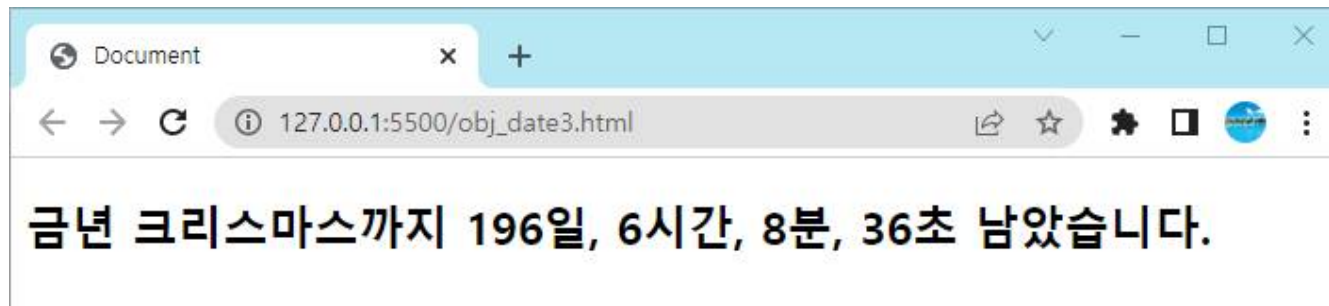 Document
127.0.0.1:5500/obj_date3.html
금년 크리스마스까지 196일, 6시간, 8분, 36초 남았습니다.